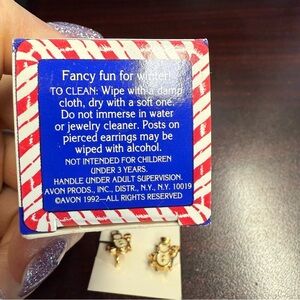 Fancy fun for winter!
TO CLEAN: Wipe with a damp
cloth, dry with a soft one.
Do not immerse in water
or jewelry cleaner. Posts on
pierced earrings may be
wiped with alcohol.
NOT INTENDED FOR CHILDREN
UNDER 3 YEARS.
HANDLE UNDER ADULT SUPERVISION.
AVON PRODS., INC., DISTR., N.Y., N.Y. 10019
©AVON 1992—ALL RIGHTS RESERVED